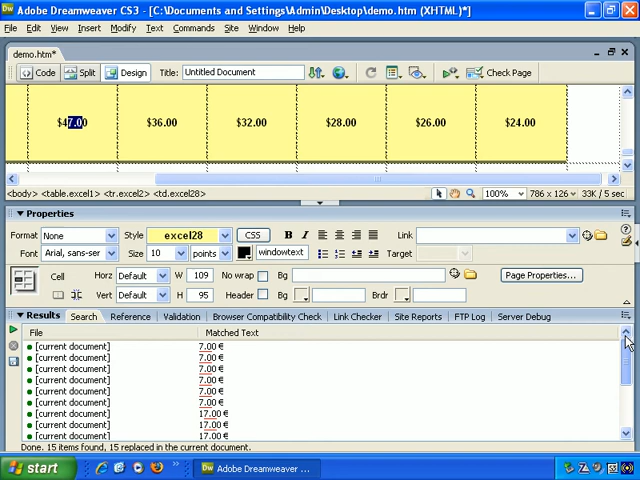 Adobe Dreamweaver CS3 - [C:\Documents and Settings\Admin\Desktop\demo.htm (XHTML)*]
File Edit View Insert Modify Text Commands Site Window Help
demo.htm*
Code Split Design Title: Untitled Document Check Page
$47.00 $36.00 $32.00 $28.00 $26.00 $24.00
<body> <table.excel1> <tr.excel2> <td.excel28> 100% 786 x 126 33K / 5 sec
Properties
Format None Style excel28 CSS B I Link
Font Arial, sans-ser Size 10 points windowtext Target
Cell Horz Default W 109 No wrap Bg Page Properties...
Vert Default H 95 Header Bg Brdr
Results Search Reference Validation Browser Compatibility Check Link Checker Site Reports FTP Log Server Debug
File Matched Text
[current document] 7.00 €
[current document] 7.00 €
[current document] 7.00 €
[current document] 7.00 €
[current document] 7.00 €
[current document] 7.00 €
[current document] 17.00 €
[current document] 17.00 €
[current document] 17.00 €
Done. 15 items found, 15 replaced in the current document.
start Adobe Dreamweaver ...